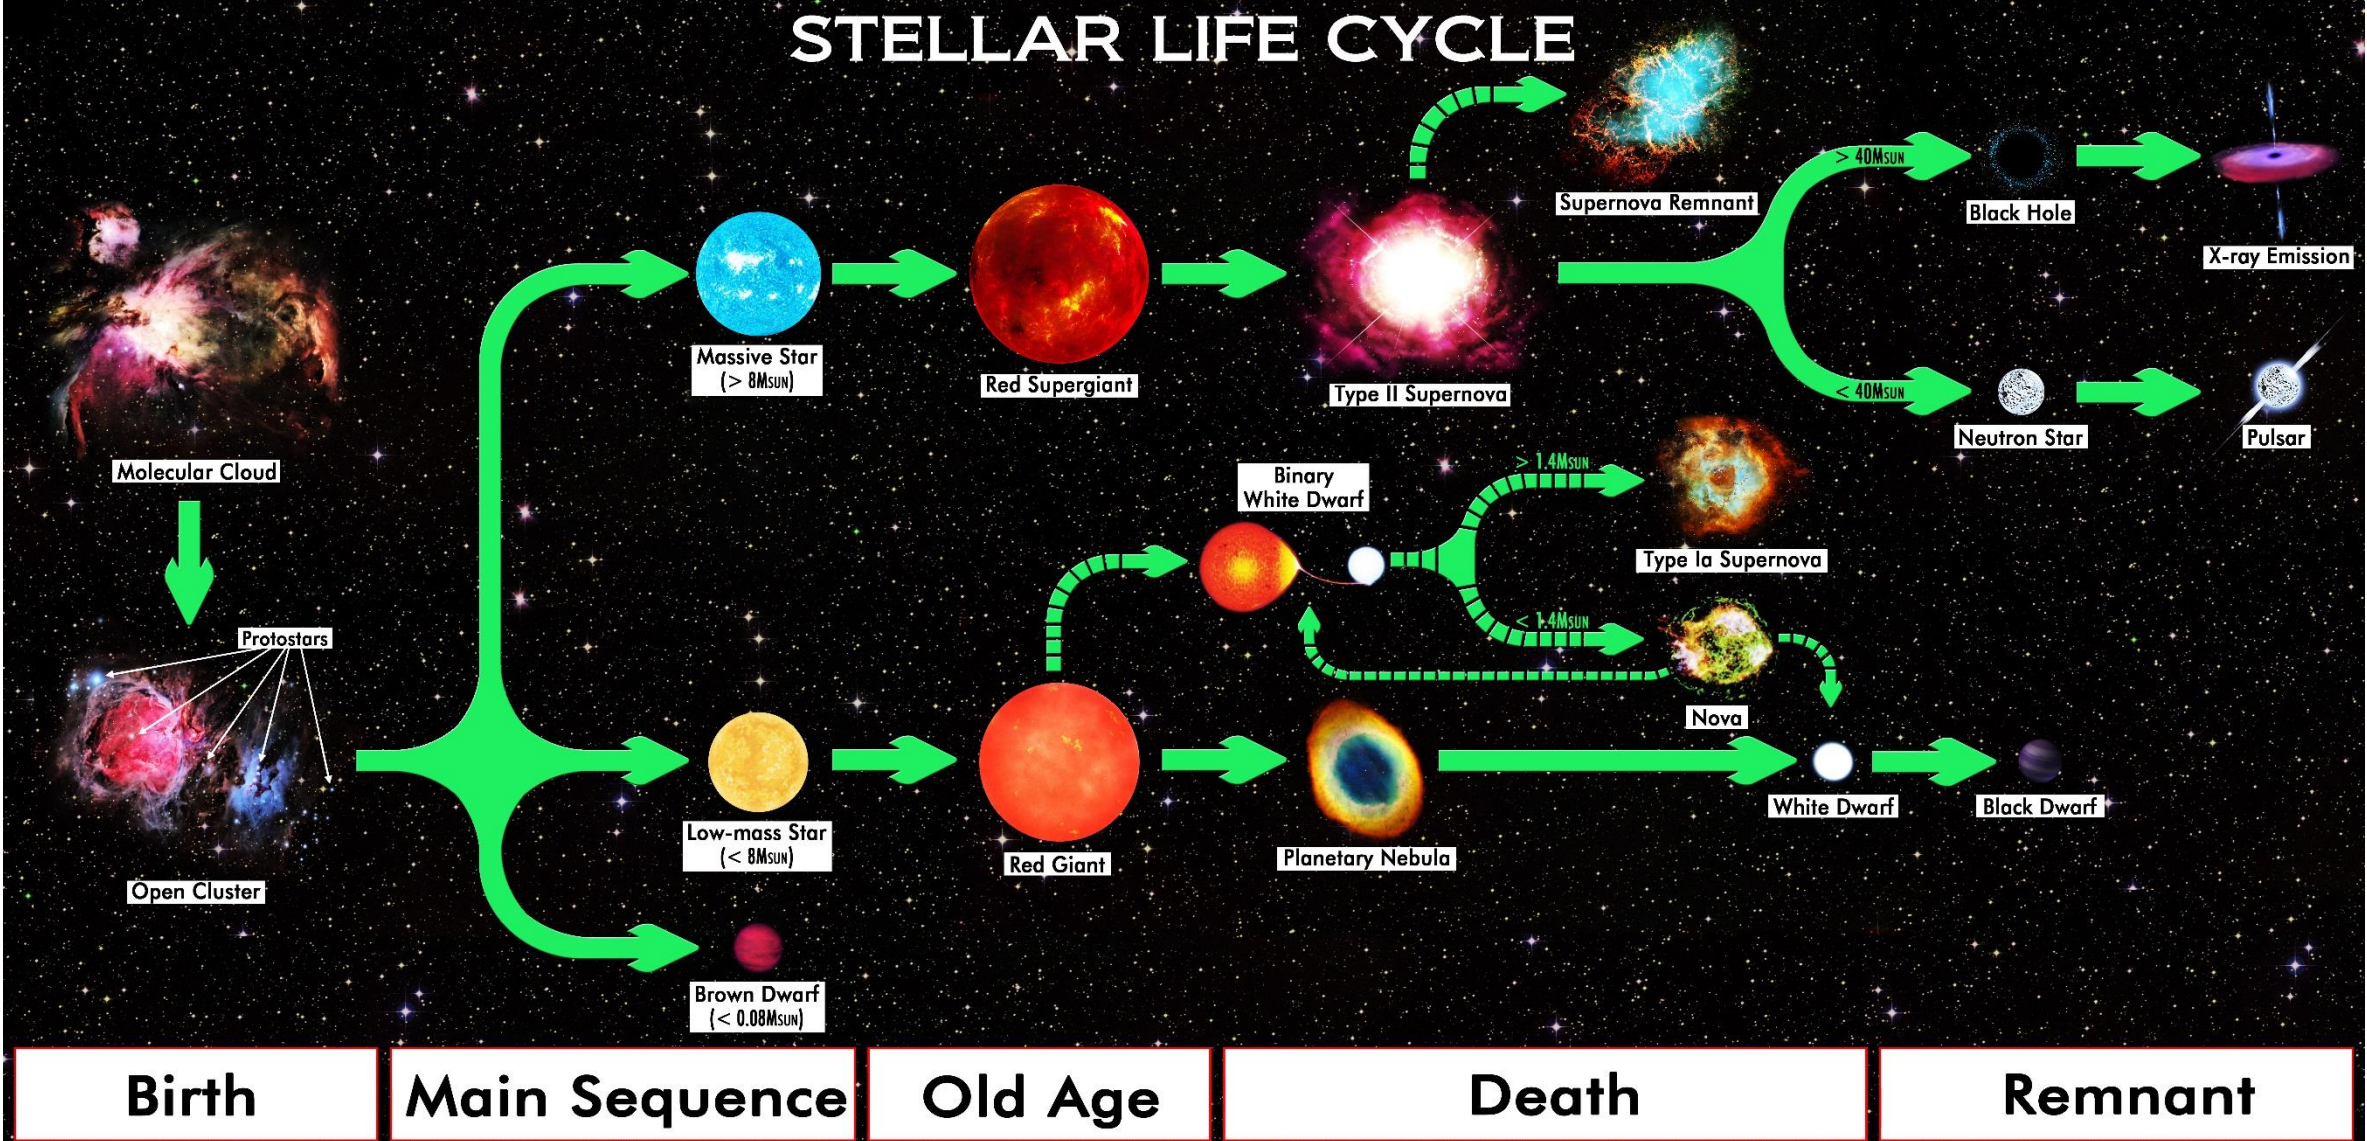 STELLAR LIFE CYCLE
Supernova Remnant
> 40MSUN
Black Hole
X-ray Emission
Massive Star
(> 8MSUN)
Red Supergiant
Type II Supernova
< 40MSUN
Neutron Star
Pulsar
Molecular Cloud
Binary
White Dwarf
> 1.4MSUN
Type Ia Supernova
Protostars
< 1.4MSUN
Nova
Open Cluster
Low-mass Star
(< 8MSUN)
Red Giant
Planetary Nebula
White Dwarf
Black Dwarf
Brown Dwarf
(< 0.08MSUN)
Birth
Main Sequence
Old Age
Death
Remnant